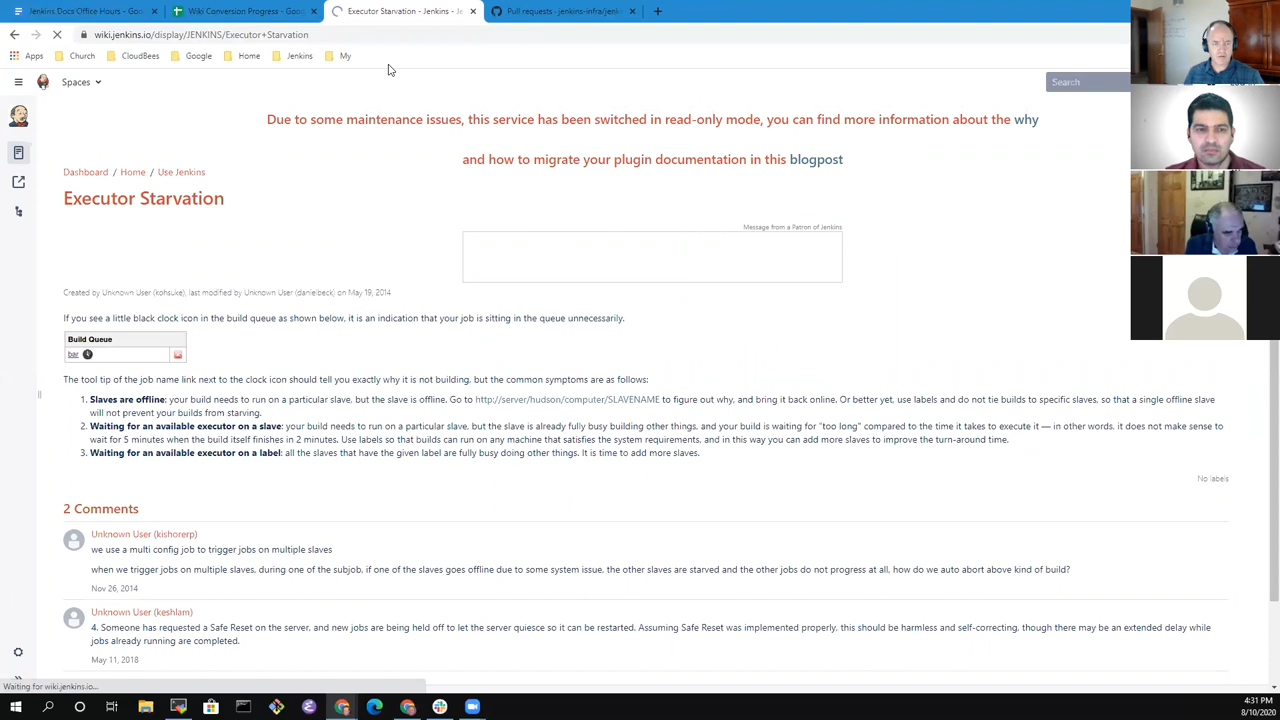 Jenkins Docs Office Hours - Goo
Wiki Conversion Progress - Goog
Executor Starvation - Jenkins - Je
Pull requests · jenkins-infra/jenk
wiki.jenkins.io/display/JENKINS/Executor+Starvation
Apps
Church
CloudBees
Google
Home
Jenkins
My
Spaces
Search
Due to some maintenance issues, this service has been switched in read-only mode, you can find more information about the why
and how to migrate your plugin documentation in this blogpost
Dashboard / Home / Use Jenkins
Executor Starvation
Message from a Patron of Jenkins
Created by Unknown User (kohsuke), last modified by Unknown User (danielbeck) on May 19, 2014
If you see a little black clock icon in the build queue as shown below, it is an indication that your job is sitting in the queue unnecessarily.
Build Queue
bar
The tool tip of the job name link next to the clock icon should tell you exactly why it is not building, but the common symptoms are as follows:
1. Slaves are offline: your build needs to run on a particular slave, but the slave is offline. Go to http://server/hudson/computer/SLAVENAME to figure out why, and bring it back online. Or better yet, use labels and do not tie builds to specific slaves, so that a single offline slave
will not prevent your builds from starving.
2. Waiting for an available executor on a slave: your build needs to run on a particular slave, but the slave is already fully busy building other things, and your build is waiting for "too long" compared to the time it takes to execute it — in other words, it does not make sense to
wait for 5 minutes when the build itself finishes in 2 minutes. Use labels so that builds can run on any machine that satisfies the system requirements, and in this way you can add more slaves to improve the turn-around time.
3. Waiting for an available executor on a label: all the slaves that have the given label are fully busy doing other things. It is time to add more slaves.
No labels
2 Comments
Unknown User (kishorerp)
we use a multi config job to trigger jobs on multiple slaves
when we trigger jobs on multiple slaves, during one of the subjob, if one of the slaves goes offline due to some system issue, the other slaves are starved and the other jobs do not progress at all, how do we auto abort above kind of build?
Nov 26, 2014
Unknown User (keshlam)
4. Someone has requested a Safe Reset on the server, and new jobs are being held off to let the server quiesce so it can be restarted. Assuming Safe Reset was implemented properly, this should be harmless and self-correcting, though there may be an extended delay while
jobs already running are completed.
May 11, 2018
Waiting for wiki.jenkins.io...
4:31 PM
8/10/2020